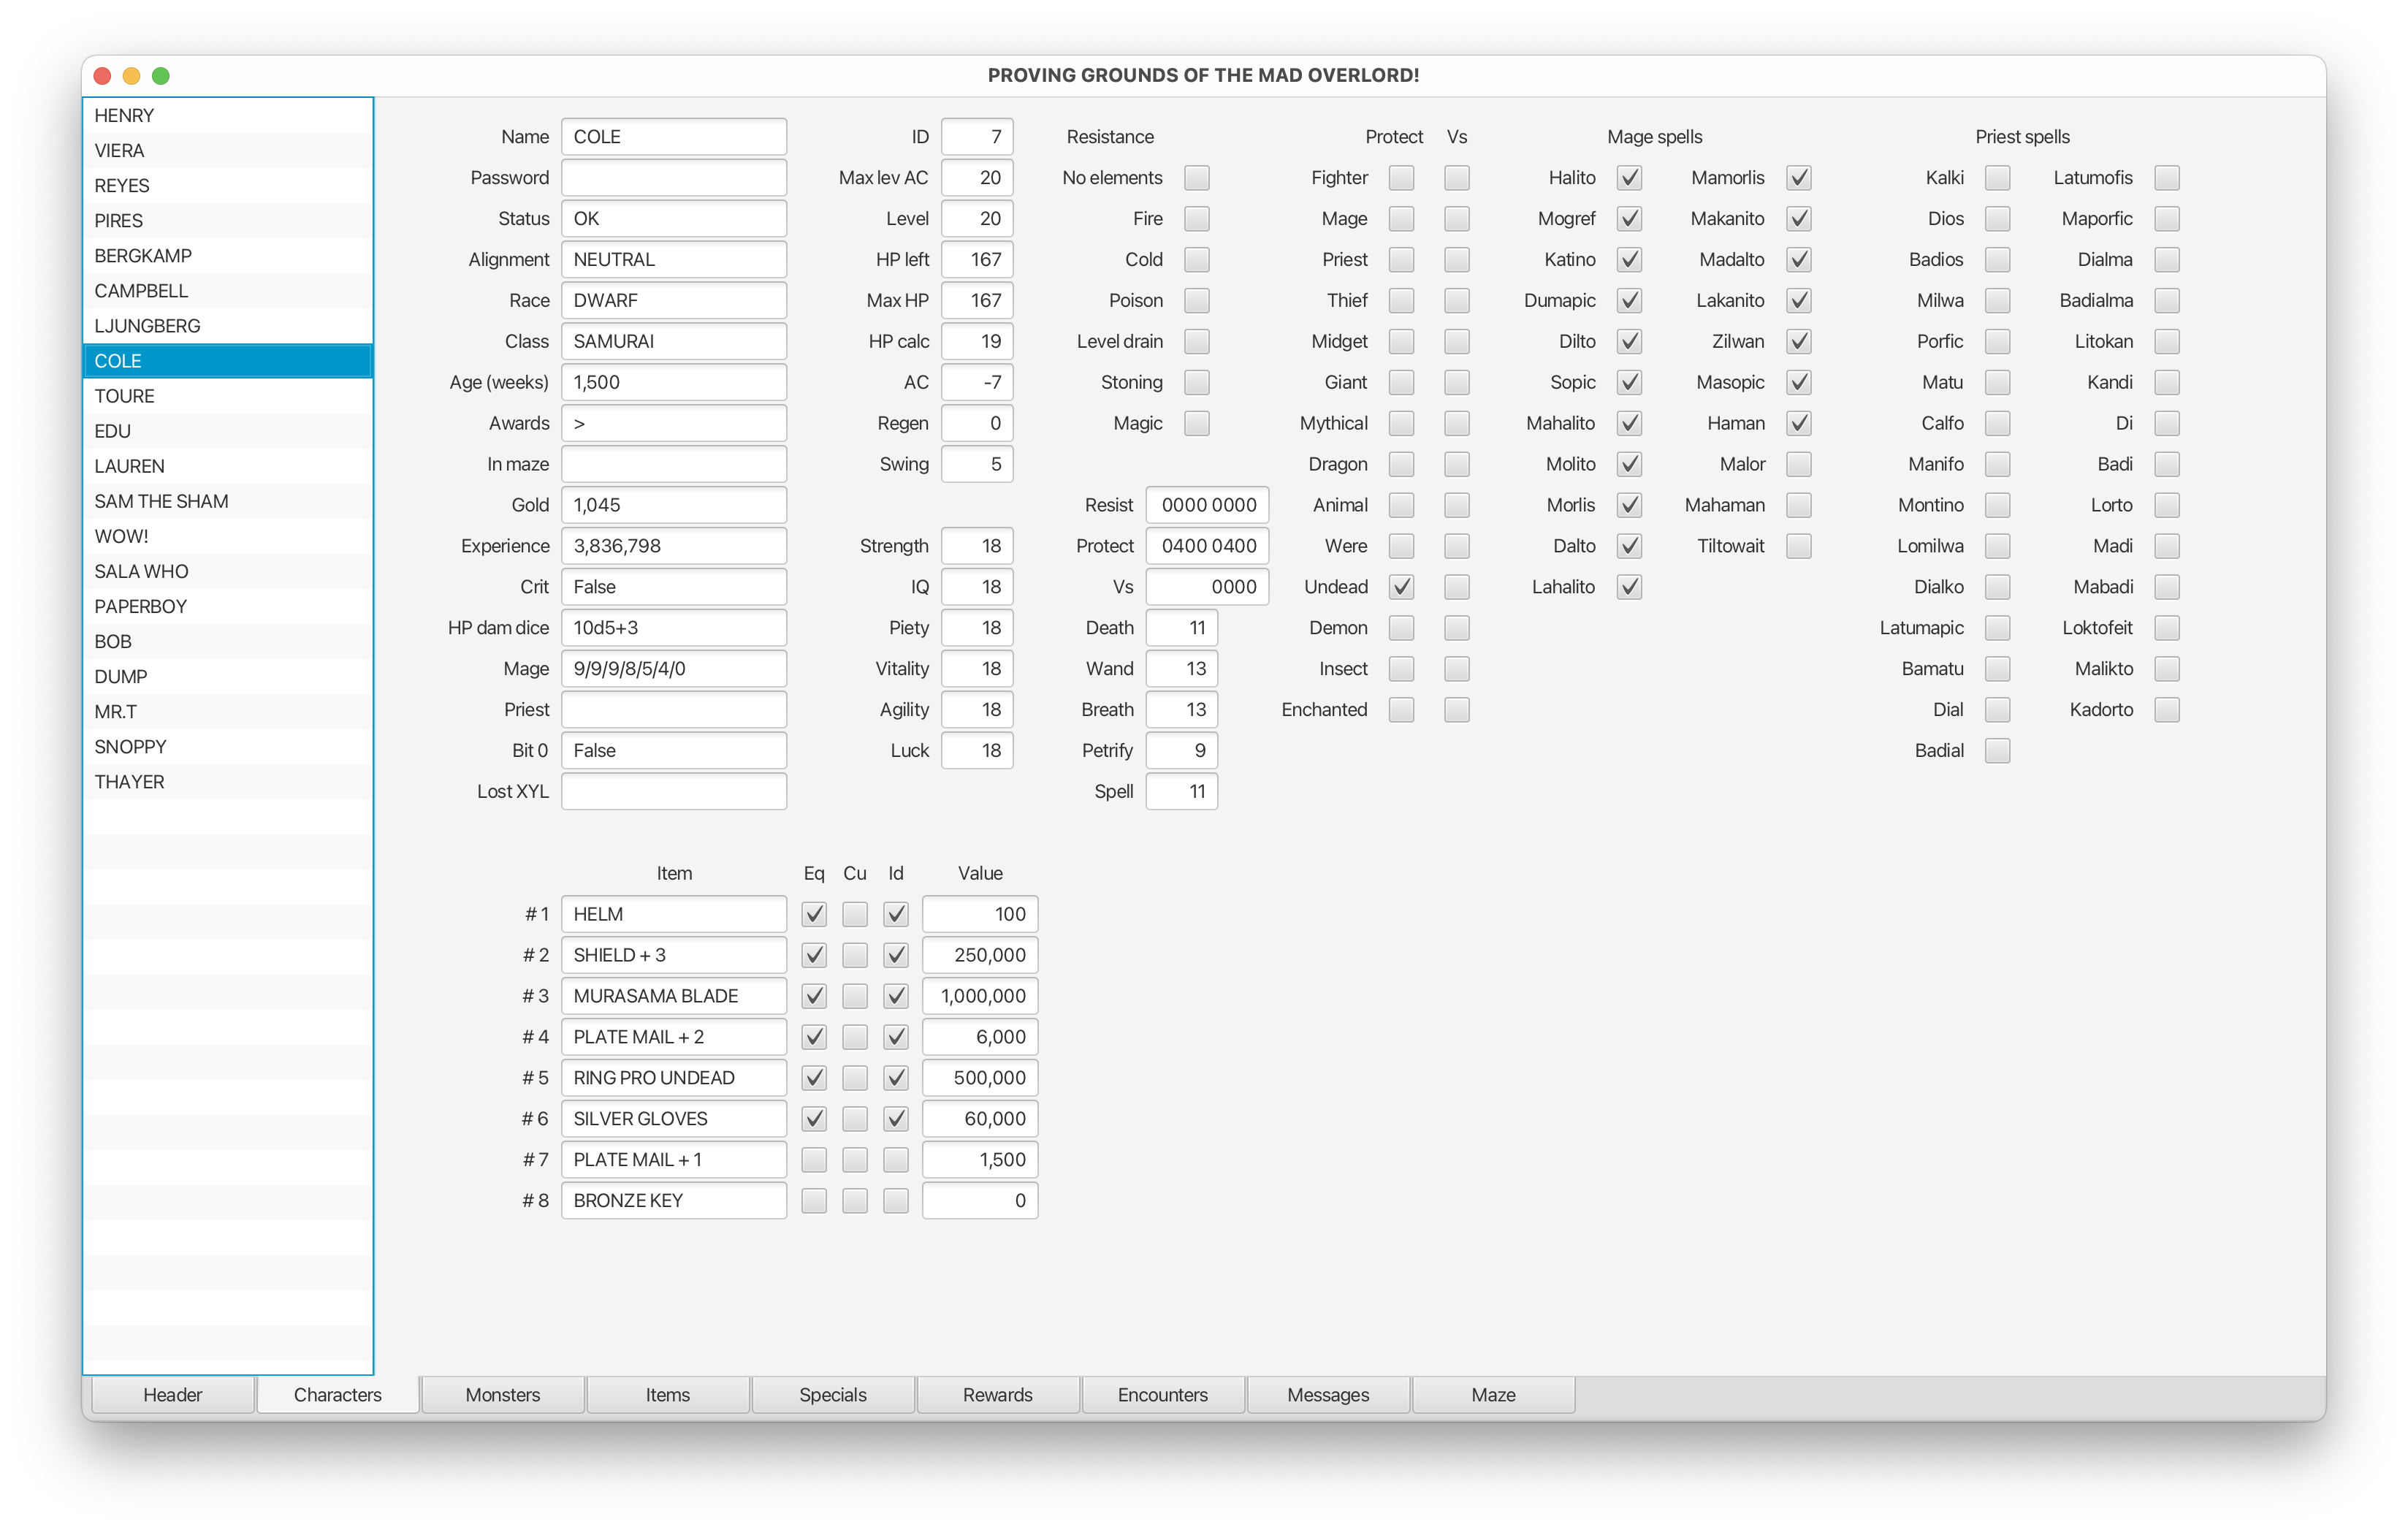 PROVING GROUNDS OF THE MAD OVERLORD!
HENRY
VIERA
REYES
PIRES
BERGKAMP
CAMPBELL
LJUNGBERG
COLE
TOURE
EDU
LAUREN
SAM THE SHAM
WOW!
SALA WHO
PAPERBOY
BOB
DUMP
MR.T
SNOPPY
THAYER
Name COLE
Password
Status OK
Alignment NEUTRAL
Race DWARF
Class SAMURAI
Age (weeks) 1,500
Awards >
In maze
Gold 1,045
Experience 3,836,798
Crit False
HP dam dice 10d5+3
Mage 9/9/9/8/5/4/0
Priest
Bit 0 False
Lost XYL
ID 7
Max lev AC 20
Level 20
HP left 167
Max HP 167
HP calc 19
AC -7
Regen 0
Swing 5
Strength 18
IQ 18
Piety 18
Vitality 18
Agility 18
Luck 18
Resistance
No elements
Fire
Cold
Poison
Level drain
Stoning
Magic
Resist 0000 0000
Protect 0400 0400
Vs 0000
Death 11
Wand 13
Breath 13
Petrify 9
Spell 11
Protect Vs
Fighter
Mage
Priest
Thief
Midget
Giant
Mythical
Dragon
Animal
Were
Undead
Demon
Insect
Enchanted
Mage spells
Halito Mamorlis
Mogref Makanito
Katino Madalto
Dumapic Lakanito
Dilto Zilwan
Sopic Masopic
Mahalito Haman
Molito Malor
Morlis Mahaman
Dalto Tiltowait
Lahalito
Priest spells
Kalki Latumofis
Dios Maporfic
Badios Dialma
Milwa Badialma
Porfic Litokan
Matu Kandi
Calfo Di
Manifo Badi
Montino Lorto
Lomilwa Madi
Dialko Mabadi
Latumapic Loktofeit
Bamatu Malikto
Dial Kadorto
Badial
Item Eq Cu Id Value
# 1 HELM 100
# 2 SHIELD + 3 250,000
# 3 MURASAMA BLADE 1,000,000
# 4 PLATE MAIL + 2 6,000
# 5 RING PRO UNDEAD 500,000
# 6 SILVER GLOVES 60,000
# 7 PLATE MAIL + 1 1,500
# 8 BRONZE KEY 0
Header Characters Monsters Items Specials Rewards Encounters Messages Maze